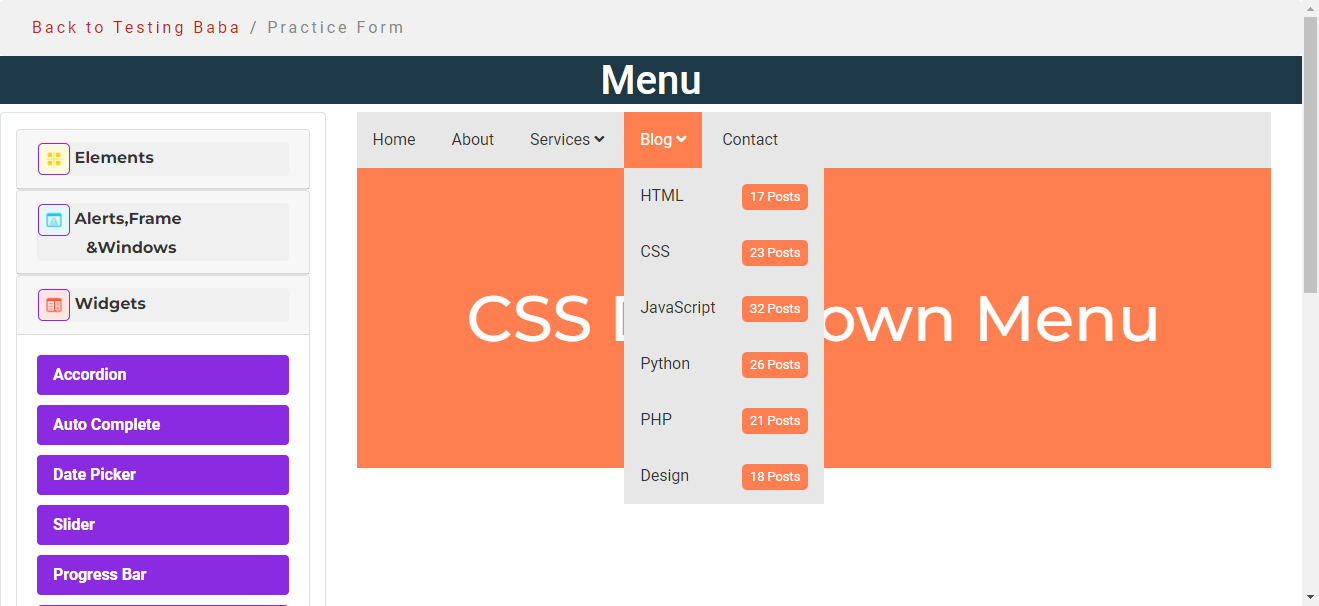 Back to Testing Baba / Practice Form
Menu
Elements
Alerts,Frame
&Windows
Widgets
Accordion
Auto Complete
Date Picker
Slider
Progress Bar
Home About Services Blog Contact
HTML 17 Posts
CSS 23 Posts
JavaScript 32 Posts
Python 26 Posts
PHP 21 Posts
Design 18 Posts
CSS own Menu